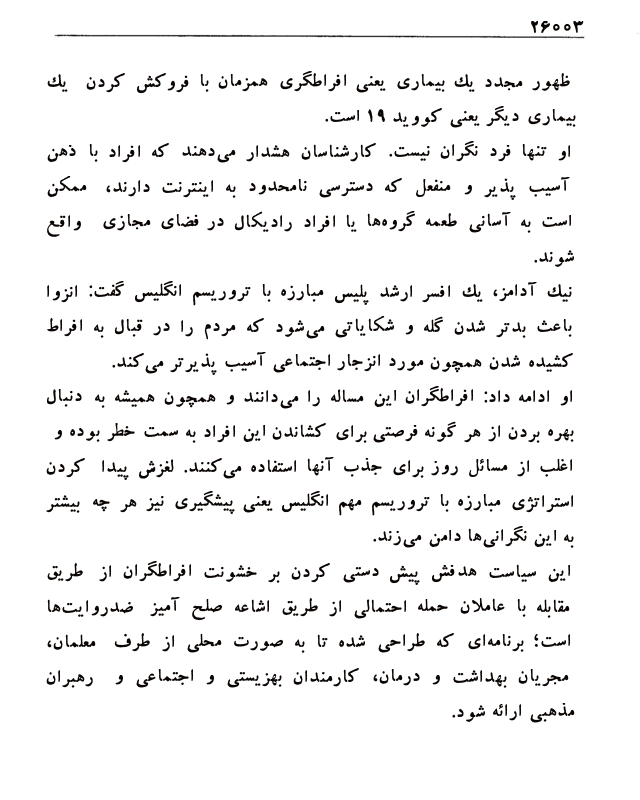 ۲۶۰۰۳
ظهور مجدد یك بیماری یعنی افراطگری همزمان با فروکش کردن یك
بیماری دیگر یعنی کووید ۱۹ است.
او تنها فرد نگران نیست. کارشناسان هشدار می‌دهند که افراد با ذهن
آسیب پذیر و منفعل که دسترسی نامحدود به اینترنت دارند، ممکن
است به آسانی طعمه گروه‌ها یا افراد رادیکال در فضای مجازی واقع
شوند.
نیك آدامز، یك افسر ارشد پلیس مبارزه با تروریسم انگلیس گفت: انزوا
باعث بدتر شدن گله و شکایاتی می‌شود که مردم را در قبال به افراط
کشیده شدن همچون مورد انزجار اجتماعی آسیب پذیرتر می‌کند.
او ادامه داد: افراطگران این مساله را می‌دانند و همچون همیشه به دنبال
بهره بردن از هر گونه فرصتی برای کشاندن این افراد به سمت خطر بوده و
اغلب از مسائل روز برای جذب آنها استفاده می‌کنند. لغزش پیدا کردن
استراتژی مبارزه با تروریسم مهم انگلیس یعنی پیشگیری نیز هر چه بیشتر
به این نگرانی‌ها دامن می‌زند.
این سیاست هدفش پیش دستی کردن بر خشونت افراطگران از طریق
مقابله با عاملان حمله احتمالی از طریق اشاعه صلح آمیز ضدروایت‌ها
است؛ برنامه‌ای که طراحی شده تا به صورت محلی از طرف معلمان،
مجریان بهداشت و درمان، کارمندان بهزیستی و اجتماعی و رهبران
مذهبی ارائه شود.